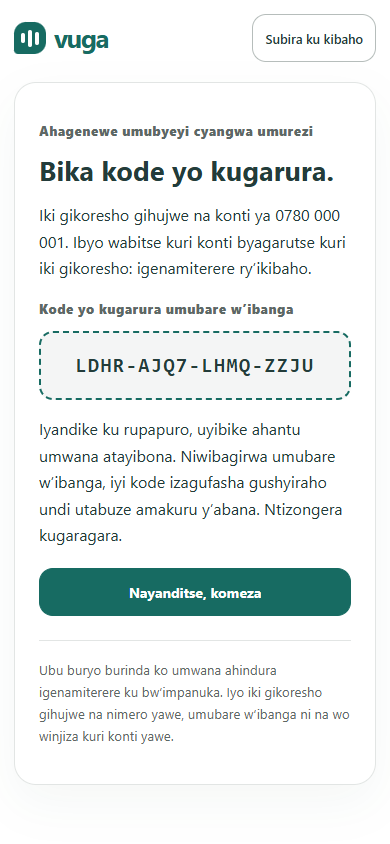 vuga
Subira ku kibaho
Ahagenewe umubyeyi cyangwa umurezi
Bika kode yo kugarura.
Iki gikoresho gihujwe na konti ya 0780 000
001. Ibyo wabitse kuri konti byagarutse kuri
iki gikoresho: igenamiterere ry'ikibaho.
Kode yo kugarura umubare w'ibanga
LDHR-AJQ7-LHMQ-ZZJU
Iyandike ku rupapuro, uyibike ahantu
umwana atayibona. Niwibagirwa umubare
w'ibanga, iyi kode izagufasha gushyiraho
undi utabuze amakuru y'abana. Ntizongera
kugaragara.
Nayanditse, komeza
Ubu buryo burinda ko umwana ahindura
igenamiterere ku bw'impanuka. Iyo iki gikoresho
gihujwe na nimero yawe, umubare w'ibanga ni na wo
winjiza kuri konti yawe.